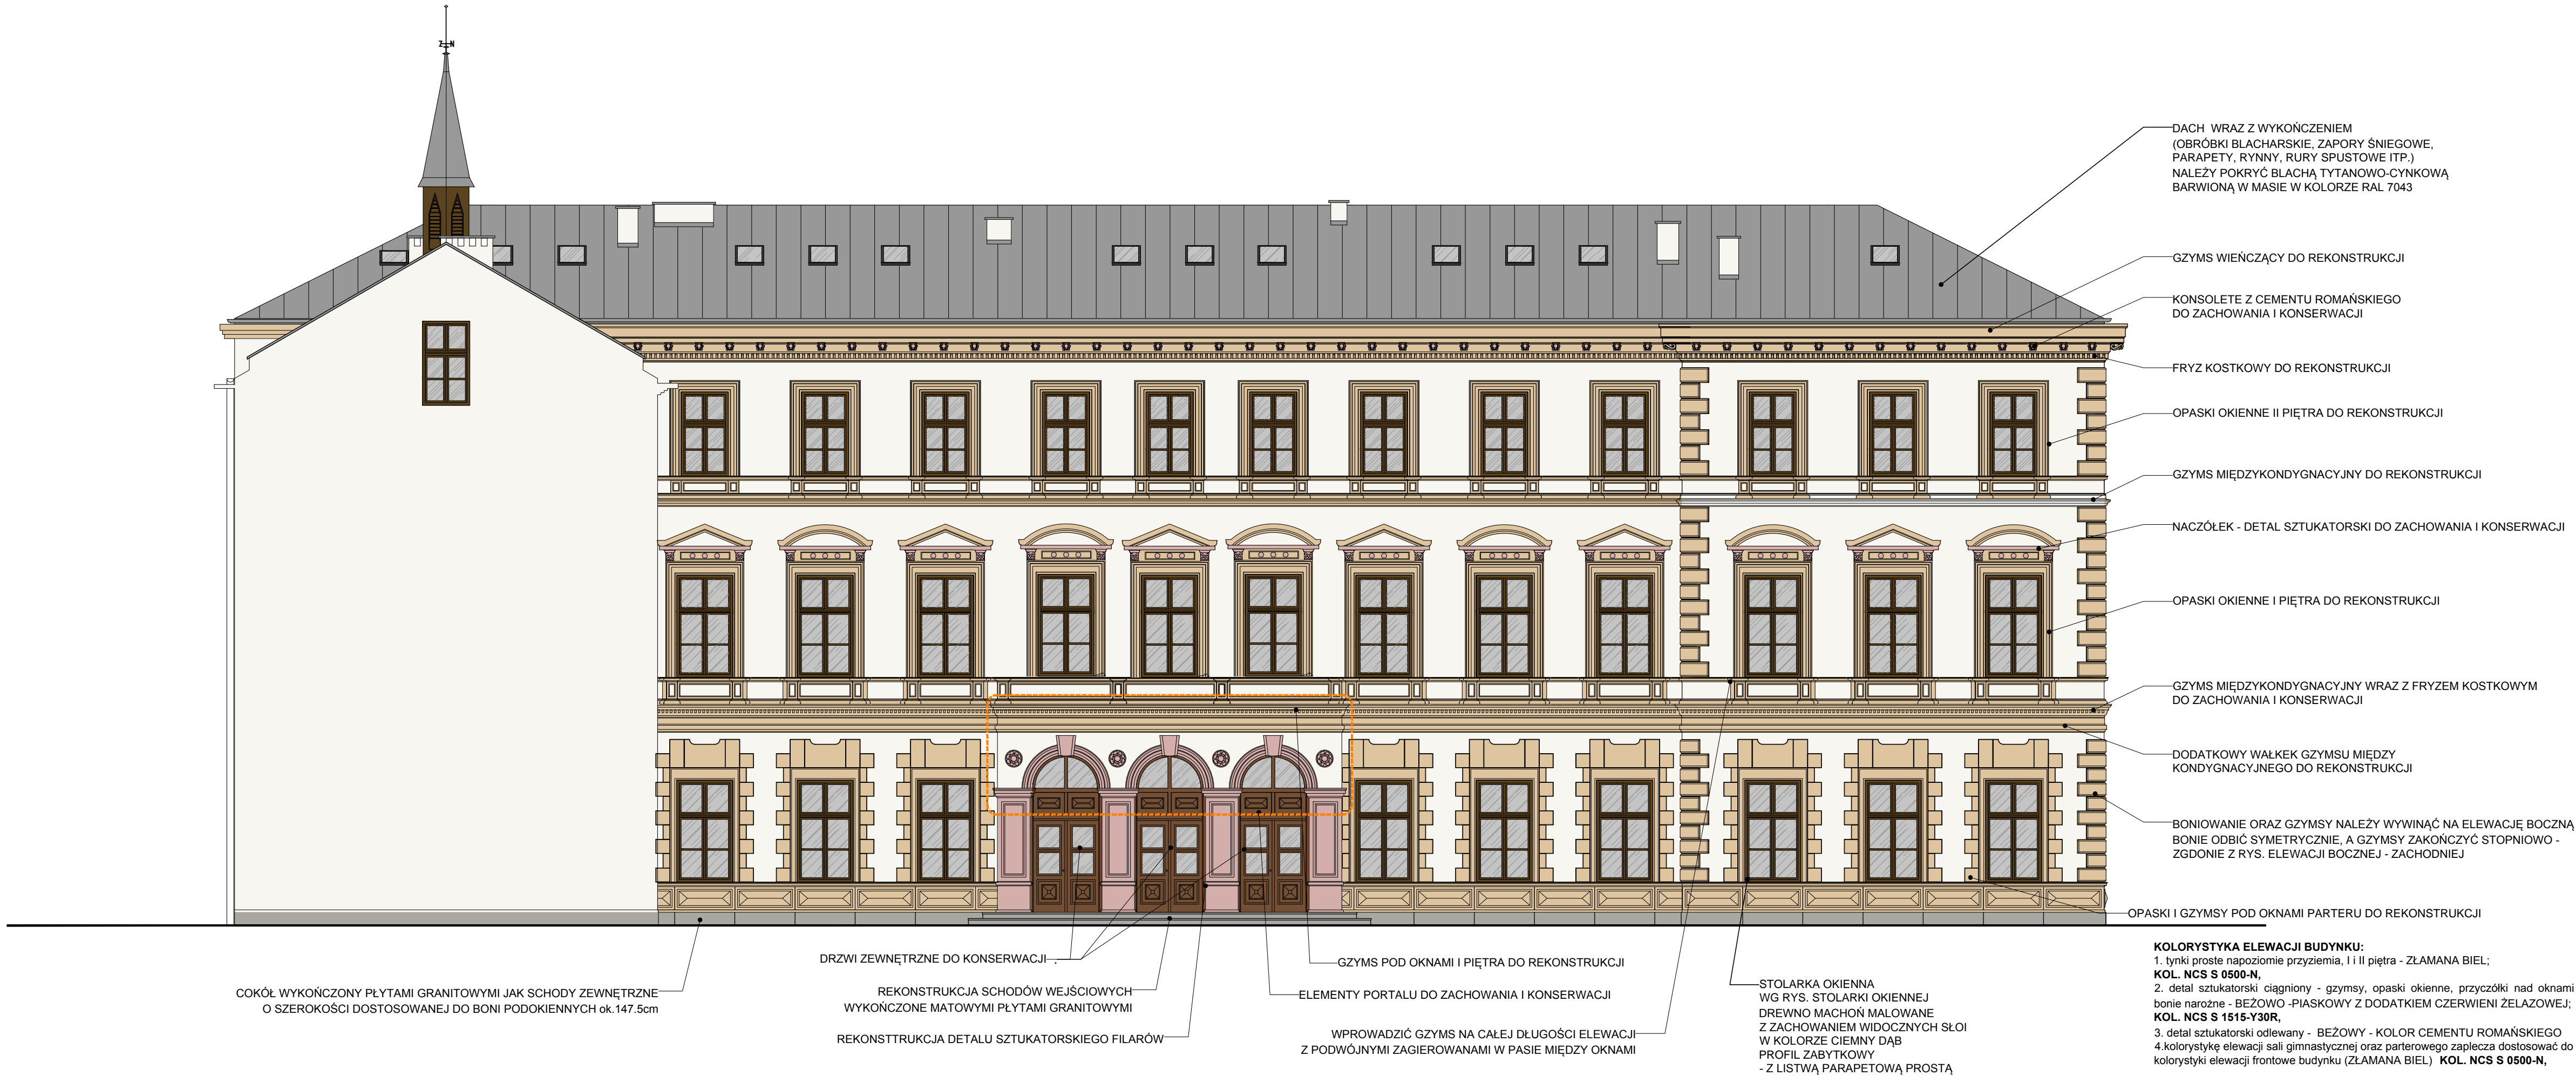 Z N
DACH WRAZ Z WYKOŃCZENIEM
(OBRÓBKI BLACHARSKIE, ZAPORY ŚNIEGOWE,
PARAPETY, RYNNY, RURY SPUSTOWE ITP.)
NALEŻY POKRYĆ BLACHĄ TYTANOWO-CYNKOWĄ
BARWIONĄ W MASIE W KOLORZE RAL 7043
GZYMS WIEŃCZĄCY DO REKONSTRUKCJI
KONSOLETE Z CEMENTU ROMAŃSKIEGO
DO ZACHOWANIA I KONSERWACJI
FRYZ KOSTKOWY DO REKONSTRUKCJI
OPASKI OKIENNE II PIĘTRA DO REKONSTRUKCJI
GZYMS MIĘDZYKONDYGNACYJNY DO REKONSTRUKCJI
NACZÓŁEK - DETAL SZTUKATORSKI DO ZACHOWANIA I KONSERWACJI
OPASKI OKIENNE I PIĘTRA DO REKONSTRUKCJI
GZYMS MIĘDZYKONDYGNACYJNY WRAZ Z FRYZEM KOSTKOWYM
DO ZACHOWANIA I KONSERWACJI
DODATKOWY WAŁKEK GZYMSU MIĘDZY
KONDYGNACYJNEGO DO REKONSTRUKCJI
BONIOWANIE ORAZ GZYMSY NALEŻY WYWINĄĆ NA ELEWACJĘ BOCZNĄ
BONIE ODBIĆ SYMETRYCZNIE, A GZYMSY ZAKOŃCZYĆ STOPNIOWO -
ZGDONIE Z RYS. ELEWACJI BOCZNEJ - ZACHODNIEJ
OPASKI I GZYMSY POD OKNAMI PARTERU DO REKONSTRUKCJI
COKÓŁ WYKOŃCZONY PŁYTAMI GRANITOWYMI JAK SCHODY ZEWNĘTRZNE
O SZEROKOŚCI DOSTOSOWANEJ DO BONI PODOKIENNYCH ok.147.5cm
DRZWI ZEWNĘTRZNE DO KONSERWACJI
REKONSTRUKCJA SCHODÓW WEJŚCIOWYCH
WYKOŃCZONE MATOWYMI PŁYTAMI GRANITOWYMI
REKONSTTRUKCJA DETALU SZTUKATORSKIEGO FILARÓW
GZYMS POD OKNAMI I PIĘTRA DO REKONSTRUKCJI
ELEMENTY PORTALU DO ZACHOWANIA I KONSERWACJI
WPROWADZIĆ GZYMS NA CAŁEJ DŁUGOŚCI ELEWACJI
Z PODWÓJNYMI ZAGIEROWANAMI W PASIE MIĘDZY OKNAMI
STOLARKA OKIENNA
WG RYS. STOLARKI OKIENNEJ
DREWNO MACHOŃ MALOWANE
Z ZACHOWANIEM WIDOCZNYCH SŁOI
W KOLORZE CIEMNY DĄB
PROFIL ZABYTKOWY
- Z LISTWĄ PARAPETOWĄ PROSTĄ
KOLORYSTYKA ELEWACJI BUDYNKU:
1. tynki proste napoziomie przyziemia, I i II piętra - ZŁAMANA BIEL;
KOL. NCS S 0500-N,
2. detal sztukatorski ciągniony - gzymsy, opaski okienne, przyczółki nad oknami
bonie narożne - BEŻOWO -PIASKOWY Z DODATKIEM CZERWIENI ŻELAZOWEJ;
KOL. NCS S 1515-Y30R,
3. detal sztukatorski odlewany - BEŻOWY - KOLOR CEMENTU ROMAŃSKIEGO
4.kolorystykę elewacji sali gimnastycznej oraz parterowego zaplecza dostosować do
kolorystyki elewacji frontowe budynku (ZŁAMANA BIEL) KOL. NCS S 0500-N,